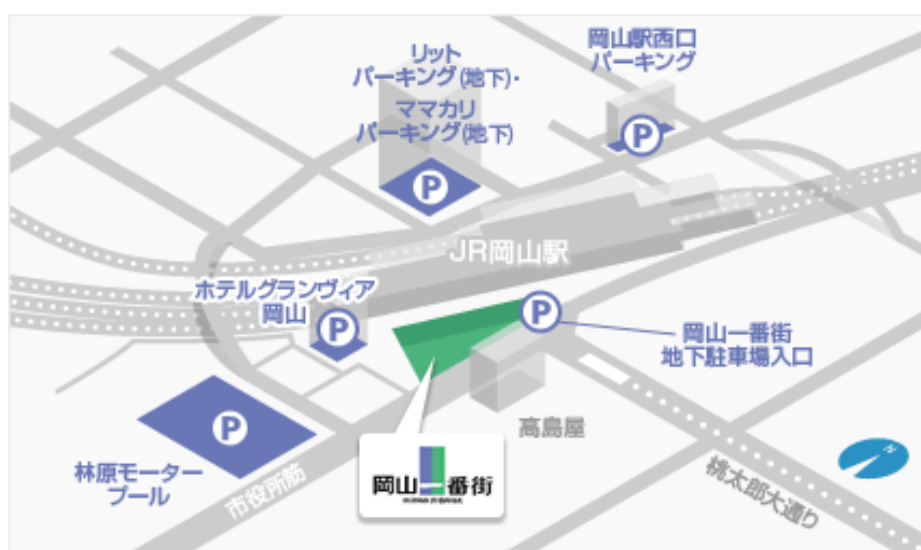 リット
パーキング(地下)・
ママカリ
パーキング(地下)
P
岡山駅西口
パーキング
P
JR岡山駅
ホテルグランヴィア
岡山
P
P
岡山一番街
地下駐車場入口
P
林原モーター
プール
市役所筋
岡山一番街
高島屋
桃太郎大通り
N